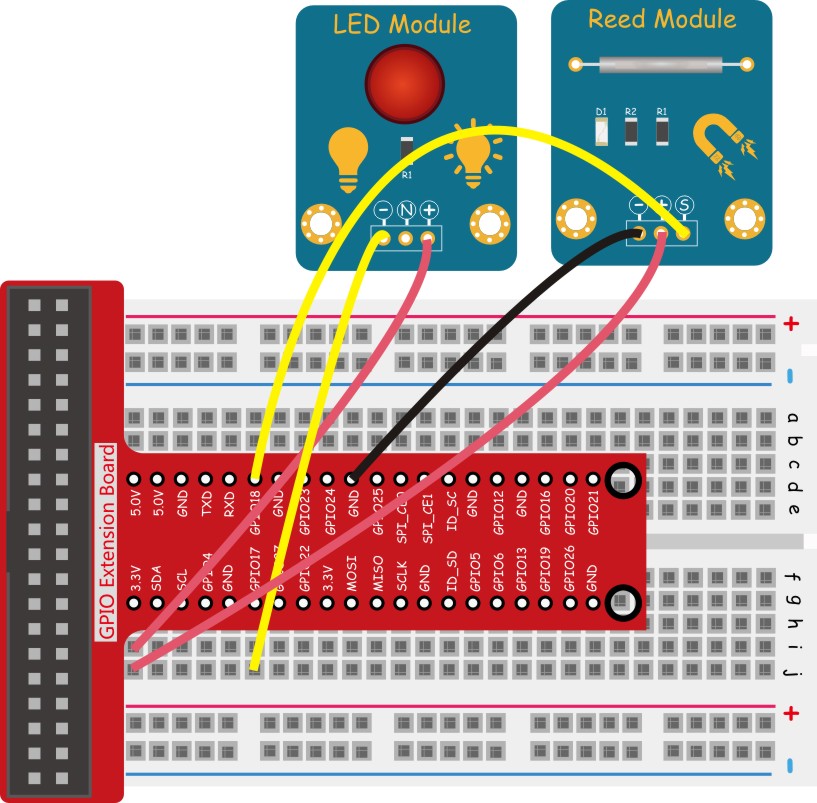 LED Module
Reed Module
D1 R2 R1
R1
- N +
- + S
+
-
a
b
c
d
e
GPIO Extension Board
5.0V 5.0V GND TXD RXD GPIO18 GND GPIO23 GPIO24 GND GPIO25 SPI_CE0 SPI_CE1 ID_SC GND GPIO12 GND GPIO16 GPIO20 GPIO21
3.3V SDA SCL GPIO4 GND GPIO17 GPIO27 GPIO22 3.3V MOSI MISO SCLK GND ID_SD GPIO5 GPIO6 GPIO13 GPIO19 GPIO26 GND
f
g
h
i
j
+
-